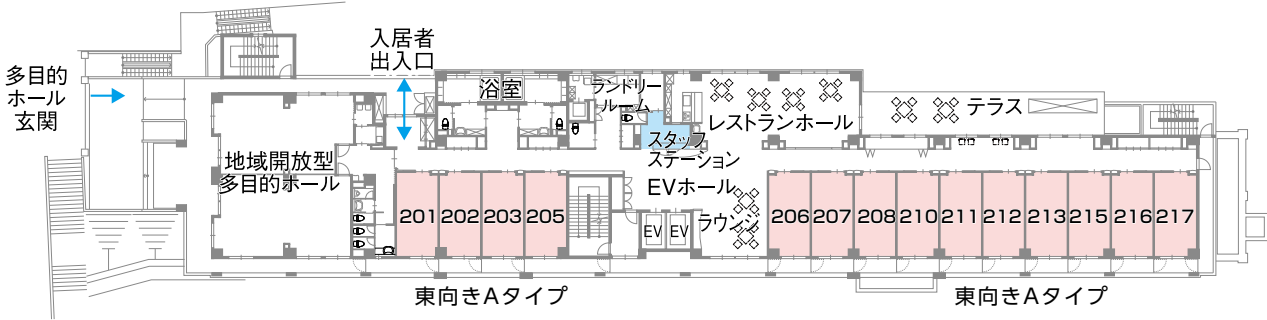 多目的
ホール
玄関
入居者
出入口
浴室
ランドリー
ルーム
レストランホール
テラス
スタッフ
ステーション
EVホール
地域開放型
多目的ホール
ラウンジ
EV
EV
201
202
203
205
206
207
208
210
211
212
213
215
216
217
東向きAタイプ
東向きAタイプ